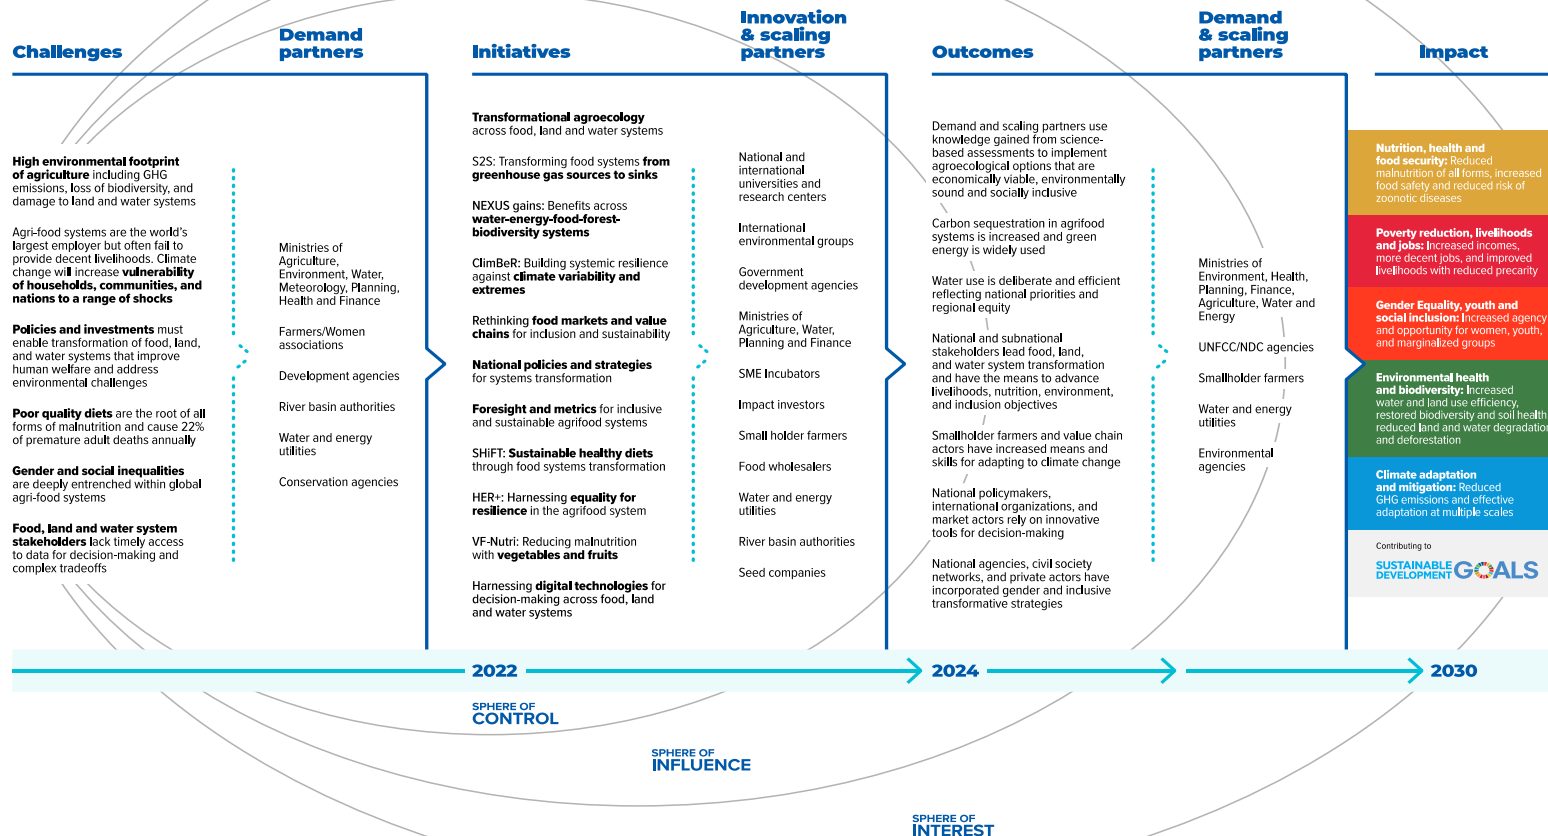 Challenges
Demand
partners
Initiatives
Innovation
& scaling
partners
Outcomes
Demand
& scaling
partners
Impact
High environmental footprint
of agriculture including GHG
emissions, loss of biodiversity, and
damage to land and water systems
Agri-food systems are the world's
largest employer but often fail to
provide decent livelihoods. Climate
change will increase vulnerability
of households, communities, and
nations to a range of shocks
Policies and investments must
enable transformation of food, land,
and water systems that improve
human welfare and address
environmental challenges
Poor quality diets are the root of all
forms of malnutrition and cause 22%
of premature adult deaths annually
Gender and social inequalities
are deeply entrenched within global
agri-food systems
Food, land and water system
stakeholders lack timely access
to data for decision-making and
complex tradeoffs
Ministries of
Agriculture,
Environment, Water,
Meteorology, Planning,
Health and Finance
Farmers/Women
associations
Development agencies
River basin authorities
Water and energy
utilities
Conservation agencies
Transformational agroecology
across food, land and water systems
S2S: Transforming food systems from
greenhouse gas sources to sinks
NEXUS gains: Benefits across
water-energy-food-forest-
biodiversity systems
ClimBeR: Building systemic resilience
against climate variability and
extremes
Rethinking food markets and value
chains for inclusion and sustainability
National policies and strategies
for systems transformation
Foresight and metrics for inclusive
and sustainable agrifood systems
SHiFT: Sustainable healthy diets
through food systems transformation
HER+: Harnessing equality for
resilience in the agrifood system
VF-Nutri: Reducing malnutrition
with vegetables and fruits
Harnessing digital technologies for
decision-making across food, land
and water systems
National and
international
universities and
research centers
International
environmental groups
Government
development agencies
Ministries of
Agriculture, Water,
Planning and Finance
SME Incubators
Impact investors
Small holder farmers
Food wholesalers
Water and energy
utilities
River basin authorities
Seed companies
Demand and scaling partners use
knowledge gained from science-
based assessments to implement
agroecological options that are
economically viable, environmentally
sound and socially inclusive
Carbon sequestration in agrifood
systems is increased and green
energy is widely used
Water use is deliberate and efficient
reflecting national priorities and
regional equity
National and subnational
stakeholders lead food, land,
and water system transformation
and have the means to advance
livelihoods, nutrition, environment,
and inclusion objectives
Smallholder farmers and value chain
actors have increased means and
skills for adapting to climate change
National policymakers,
international organizations, and
market actors rely on innovative
tools for decision-making
National agencies, civil society
networks, and private actors have
incorporated gender and inclusive
transformative strategies
Ministries of
Environment, Health,
Planning, Finance,
Agriculture, Water and
Energy
UNFCC/NDC agencies
Smallholder farmers
Water and energy
utilities
Environmental
agencies
Nutrition, health and
food security: Reduced
malnutrition of all forms, increased
food safety and reduced risk of
zoonotic diseases
Poverty reduction, livelihoods
and jobs: Increased incomes,
more decent jobs, and improved
livelihoods with reduced precarity
Gender Equality, youth and
social inclusion: Increased agency
and opportunity for women, youth,
and marginalized groups
Environmental health
and biodiversity: Increased
water and land use efficiency,
restored biodiversity and soil health
reduced land and water degradation
and deforestation
Climate adaptation
and mitigation: Reduced
GHG emissions and effective
adaptation at multiple scales
Contributing to
SUSTAINABLE
DEVELOPMENT GOALS
2022
2024
2030
SPHERE OF
CONTROL
SPHERE OF
INFLUENCE
SPHERE OF
INTEREST